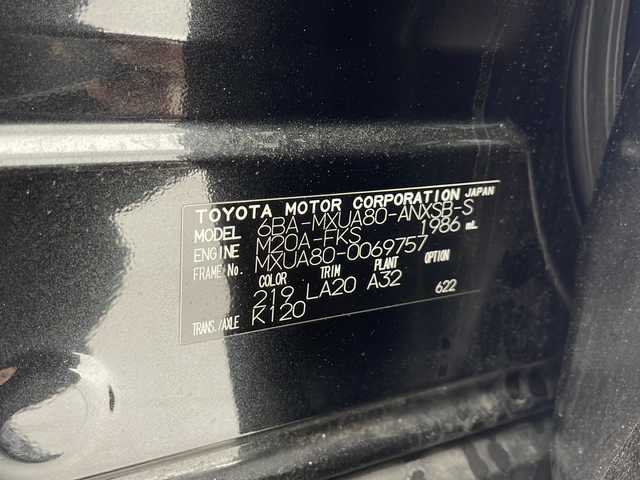 TOYOTA MOTOR CORPORATION JAPAN
MODEL 6BA-MXUA80-ANXSB-S
ENGINE M20A-FKS 1986 mL
FRAME No. MXUA80-0069757
COLOR TRIM PLANT OPTION
219 LA20 A32 622
TRANS./AXLE K120